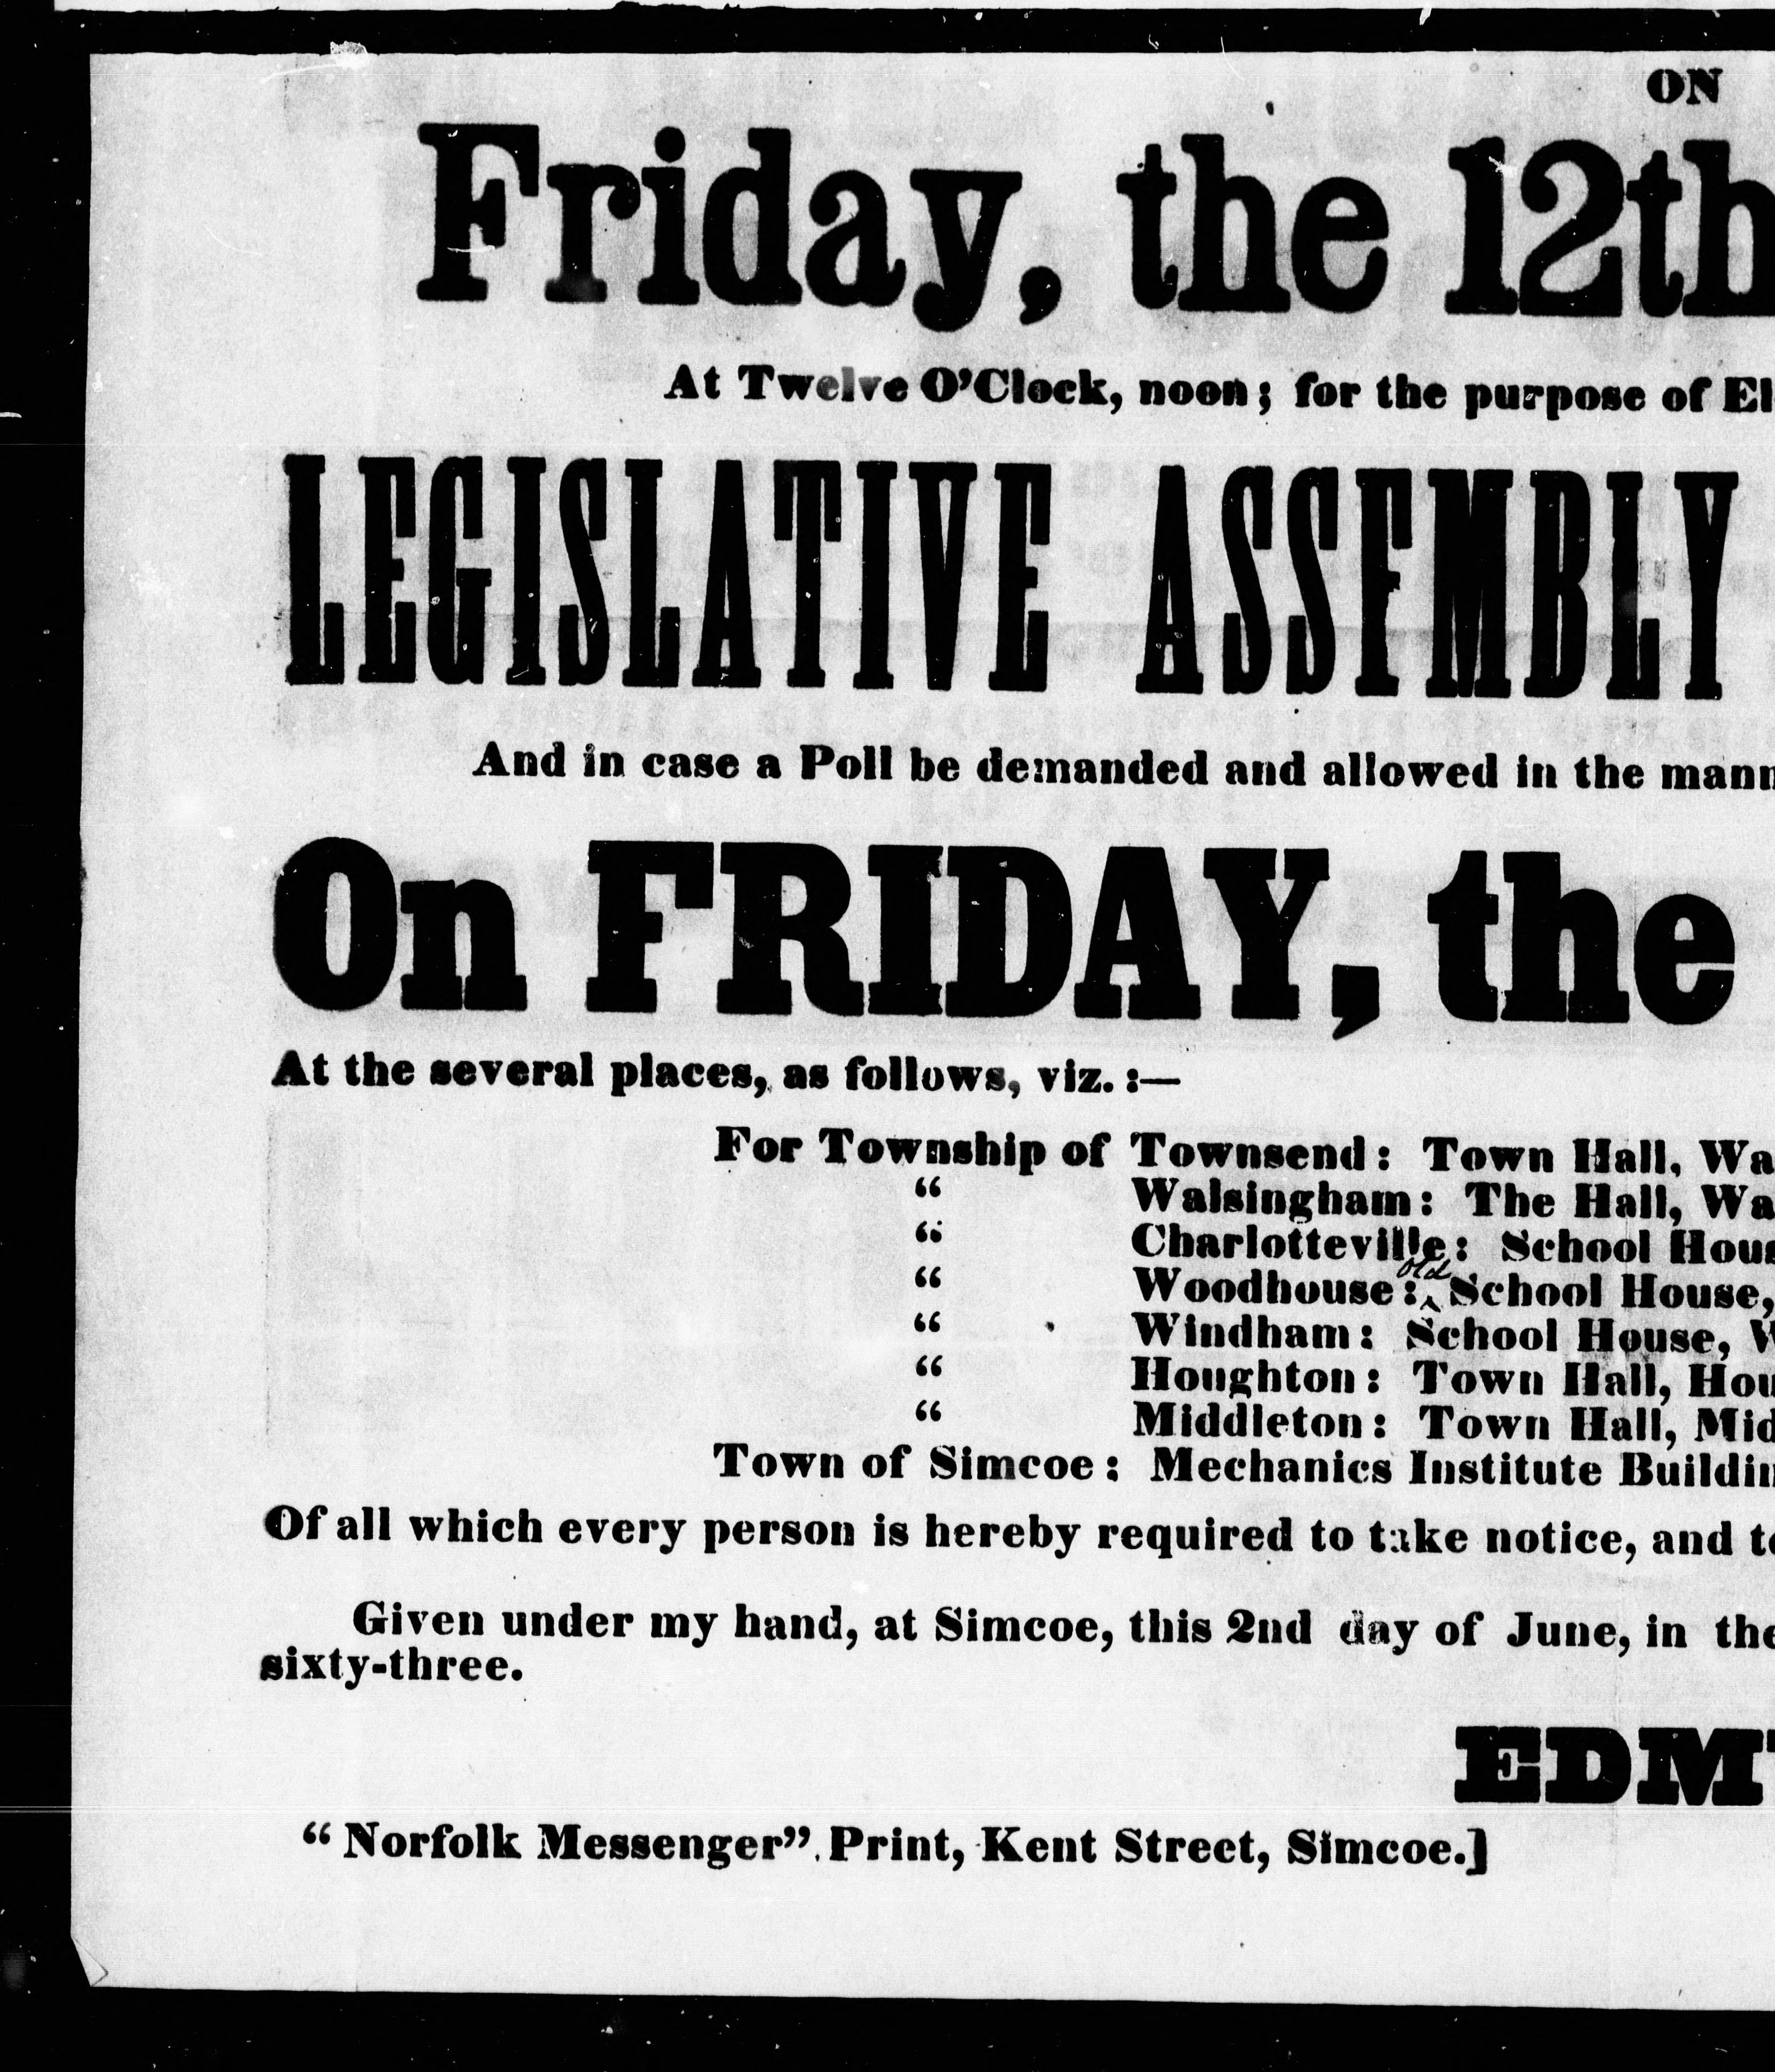 ON
Friday, the 12th
At Twelve O'Clock, noon; for the purpose of El
LEGISLATIVE ASSEMBLY
And in case a Poll be demanded and allowed in the mann
On FRIDAY, the
At the several places, as follows, viz.:—
For Township of Townsend: Town Hall, Wa
“ Walsingham: The Hall, Wa
“ Charlotteville: School Hous
“ Woodhouse: old School House,
“ Windham: School House, W
“ Houghton: Town Hall, Hou
“ Middleton: Town Hall, Mid
Town of Simcoe: Mechanics Institute Buildin
Of all which every person is hereby required to take notice, and to
Given under my hand, at Simcoe, this 2nd day of June, in the
sixty-three.
EDM
“Norfolk Messenger” Print, Kent Street, Simcoe.]